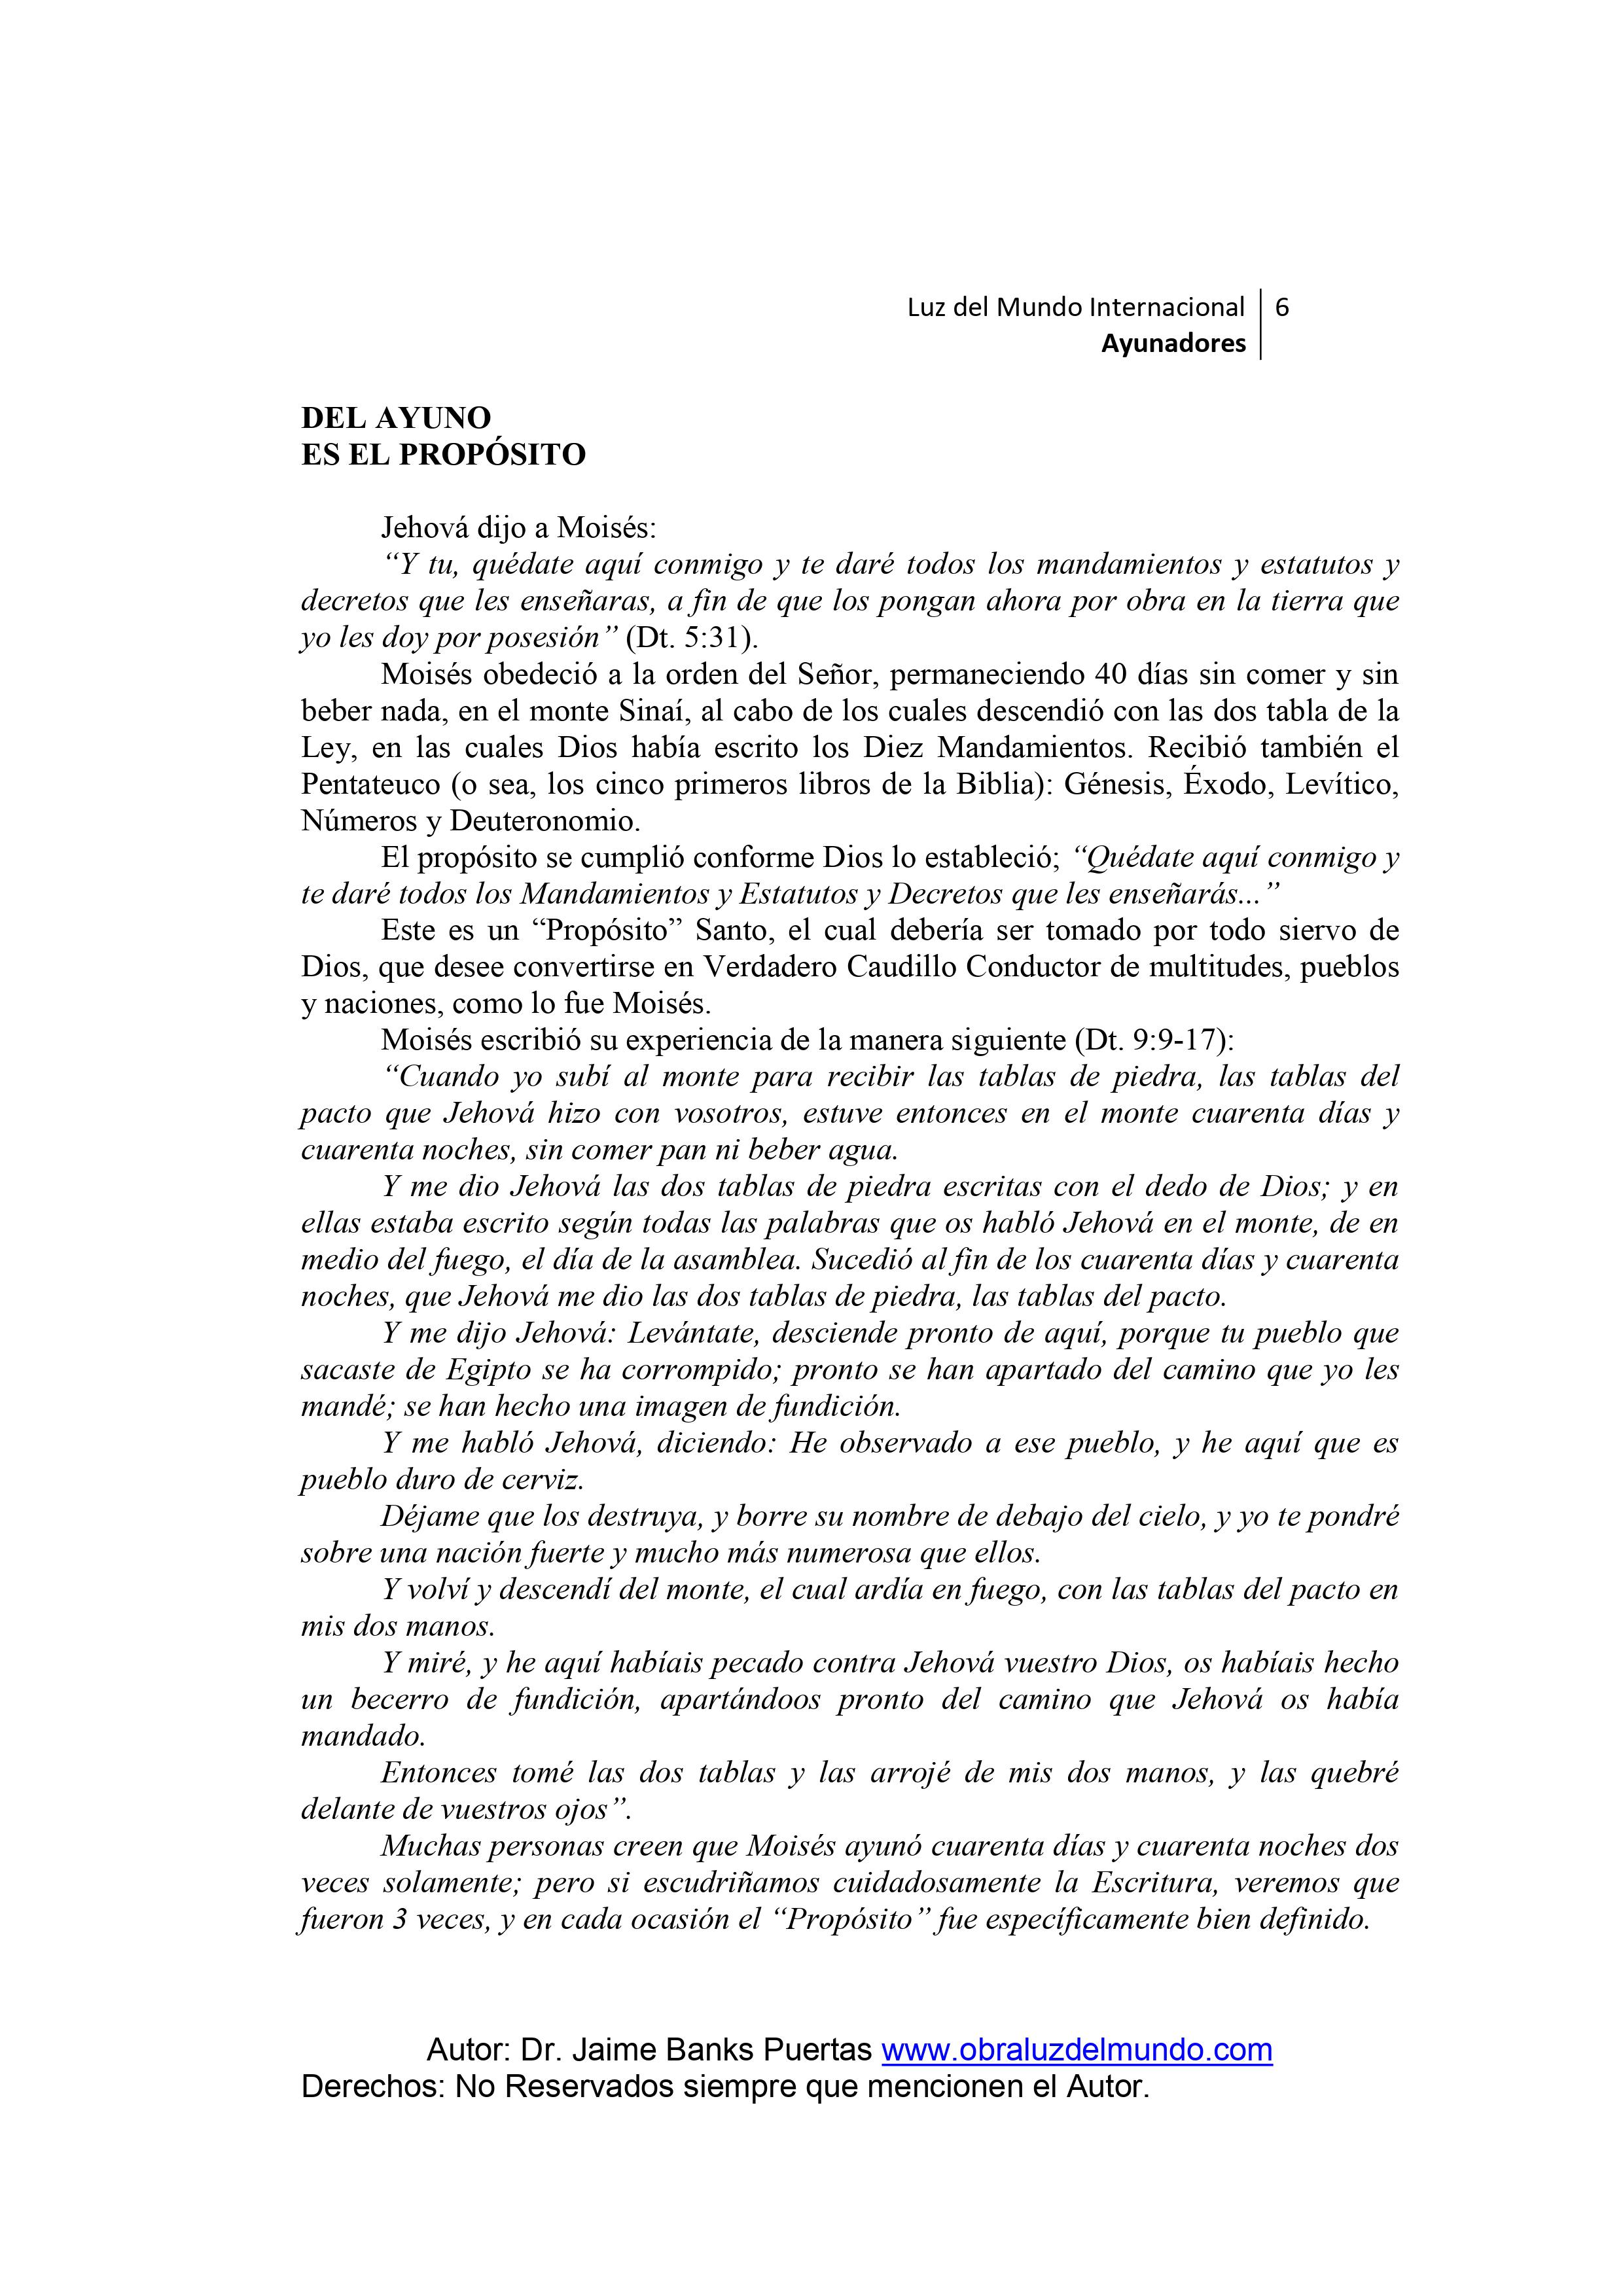 Luz del Mundo Internacional 6
Ayunadores
DEL AYUNO
ES EL PROPÓSITO
Jehová dijo a Moisés:
“Y tu, quédate aquí conmigo y te daré todos los mandamientos y estatutos y
decretos que les enseñaras, a fin de que los pongan ahora por obra en la tierra que
yo les doy por posesión” (Dt. 5:31).
Moisés obedeció a la orden del Señor, permaneciendo 40 días sin comer y sin
beber nada, en el monte Sinaí, al cabo de los cuales descendió con las dos tabla de la
Ley, en las cuales Dios había escrito los Diez Mandamientos. Recibió también el
Pentateuco (o sea, los cinco primeros libros de la Biblia): Génesis, Éxodo, Levítico,
Números y Deuteronomio.
El propósito se cumplió conforme Dios lo estableció; “Quédate aquí conmigo y
te daré todos los Mandamientos y Estatutos y Decretos que les enseñarás...”
Este es un “Propósito” Santo, el cual debería ser tomado por todo siervo de
Dios, que desee convertirse en Verdadero Caudillo Conductor de multitudes, pueblos
y naciones, como lo fue Moisés.
Moisés escribió su experiencia de la manera siguiente (Dt. 9:9-17):
“Cuando yo subí al monte para recibir las tablas de piedra, las tablas del
pacto que Jehová hizo con vosotros, estuve entonces en el monte cuarenta días y
cuarenta noches, sin comer pan ni beber agua.
Y me dio Jehová las dos tablas de piedra escritas con el dedo de Dios; y en
ellas estaba escrito según todas las palabras que os habló Jehová en el monte, de en
medio del fuego, el día de la asamblea. Sucedió al fin de los cuarenta días y cuarenta
noches, que Jehová me dio las dos tablas de piedra, las tablas del pacto.
Y me dijo Jehová: Levántate, desciende pronto de aquí, porque tu pueblo que
sacaste de Egipto se ha corrompido; pronto se han apartado del camino que yo les
mandé; se han hecho una imagen de fundición.
Y me habló Jehová, diciendo: He observado a ese pueblo, y he aquí que es
pueblo duro de cerviz.
Déjame que los destruya, y borre su nombre de debajo del cielo, y yo te pondré
sobre una nación fuerte y mucho más numerosa que ellos.
Y volví y descendí del monte, el cual ardía en fuego, con las tablas del pacto en
mis dos manos.
Y miré, y he aquí habíais pecado contra Jehová vuestro Dios, os habíais hecho
un becerro de fundición, apartándoos pronto del camino que Jehová os había
mandado.
Entonces tomé las dos tablas y las arrojé de mis dos manos, y las quebré
delante de vuestros ojos”.
Muchas personas creen que Moisés ayunó cuarenta días y cuarenta noches dos
veces solamente; pero si escudriñamos cuidadosamente la Escritura, veremos que
fueron 3 veces, y en cada ocasión el “Propósito” fue específicamente bien definido.
Autor: Dr. Jaime Banks Puertas www.obraluzdelmundo.com
Derechos: No Reservados siempre que mencionen el Autor.